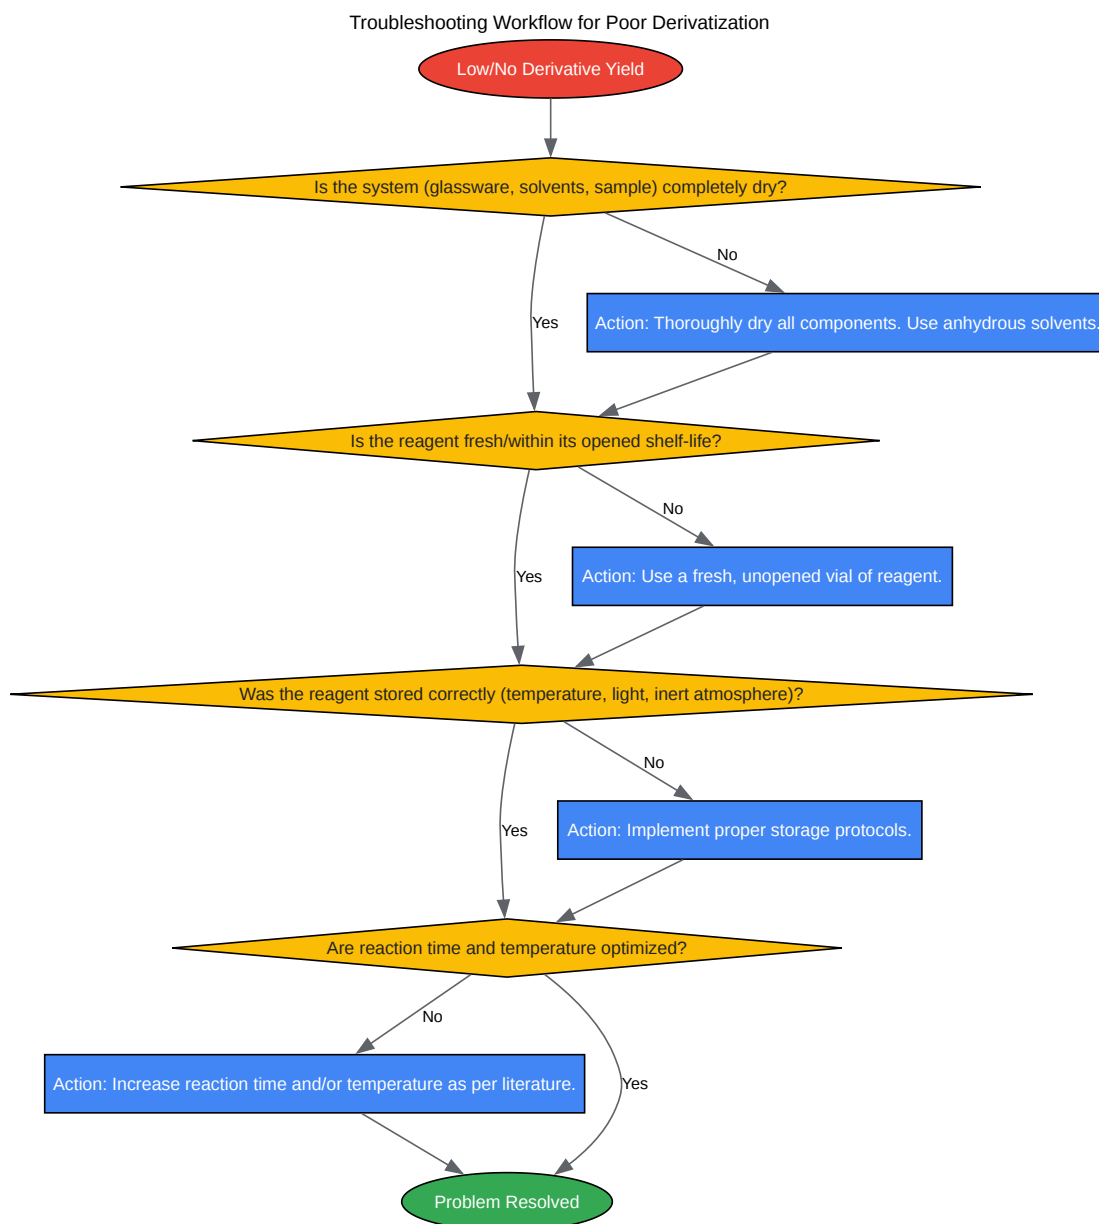 Troubleshooting Workflow for Poor Derivatization
Low/No Derivative Yield
Is the system (glassware, solvents, sample) completely dry?
No
Yes
Action: Thoroughly dry all components. Use anhydrous solvents.
Is the reagent fresh/within its opened shelf-life?
No
Yes
Action: Use a fresh, unopened vial of reagent.
Was the reagent stored correctly (temperature, light, inert atmosphere)?
No
Yes
Action: Implement proper storage protocols.
Are reaction time and temperature optimized?
No
Yes
Action: Increase reaction time and/or temperature as per literature.
Problem Resolved